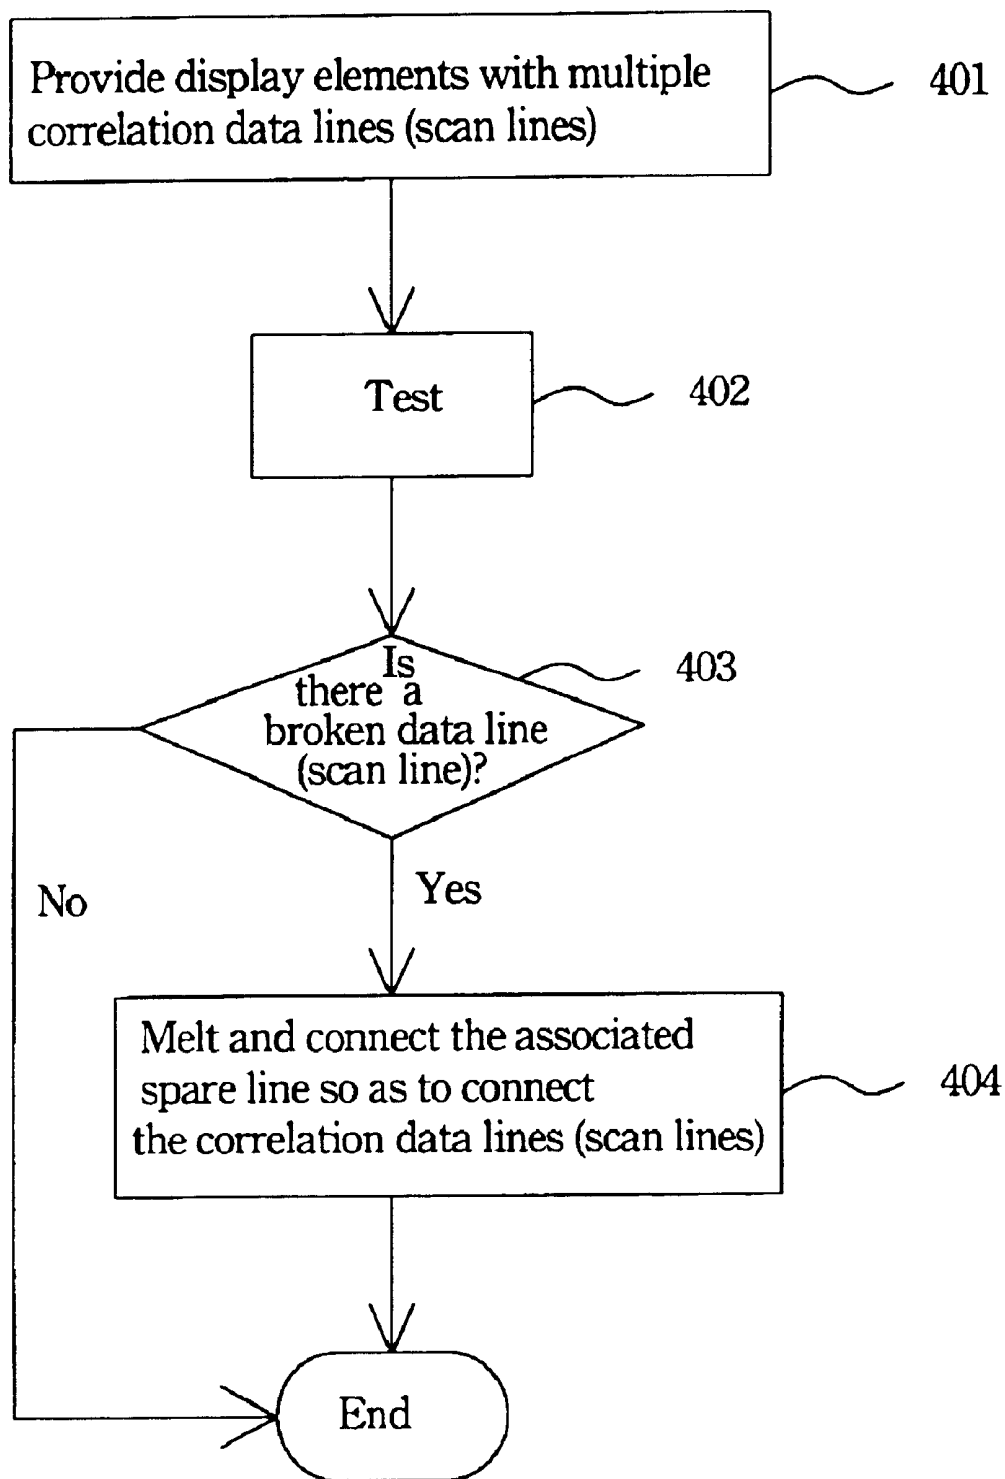 Provide display elements with multiple
correlation data lines (scan lines)
401
Test
402
Is
there a
broken data line
(scan line)?
403
No
Yes
Melt and connect the associated
spare line so as to connect
the correlation data lines (scan lines)
404
End